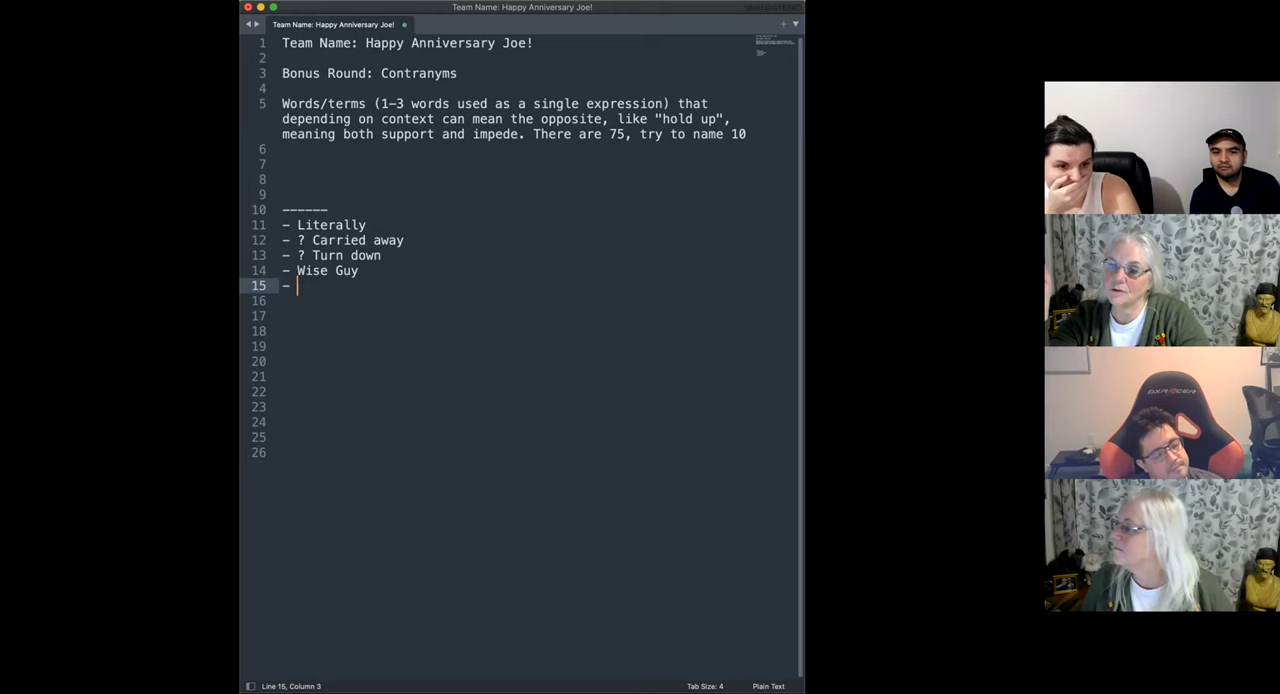 Team Name: Happy Anniversary Joe!
Team Name: Happy Anniversary Joe!
1 Team Name: Happy Anniversary Joe!
2
3 Bonus Round: Contranyms
4
5 Words/terms (1-3 words used as a single expression) that
depending on context can mean the opposite, like "hold up",
meaning both support and impede. There are 75, try to name 10
6
7
8
9
10 ------
11 - Literally
12 - ? Carried away
13 - ? Turn down
14 - Wise Guy
15 -
16
17
18
19
20
21
22
23
24
25
26
Line 15, Column 3
Tab Size: 4
Plain Text
DXRACER